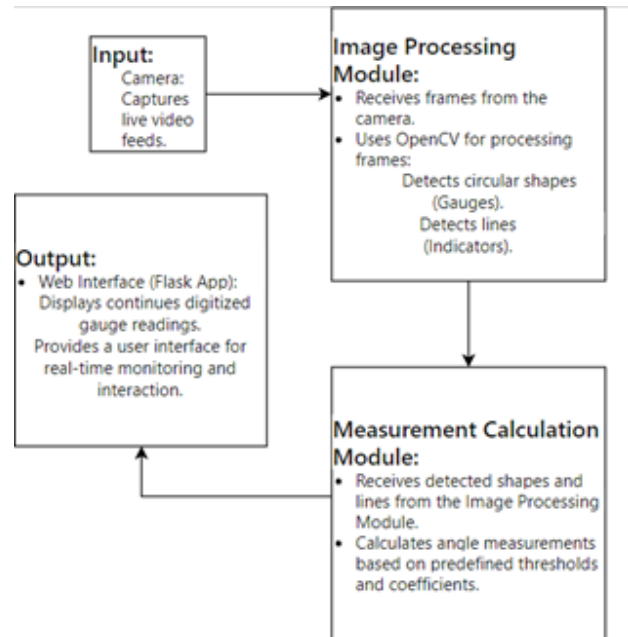 Input:
Camera:
Captures
live video
feeds.
Image Processing
Module:
• Receives frames from the
camera.
• Uses OpenCV for processing
frames:
Detects circular shapes
(Gauges).
Detects lines
(Indicators).
Measurement Calculation
Module:
• Receives detected shapes and
lines from the Image Processing
Module.
• Calculates angle measurements
based on predefined thresholds
and coefficients.
Output:
• Web Interface (Flask App):
Displays continues digitized
gauge readings.
Provides a user interface for
real-time monitoring and
interaction.